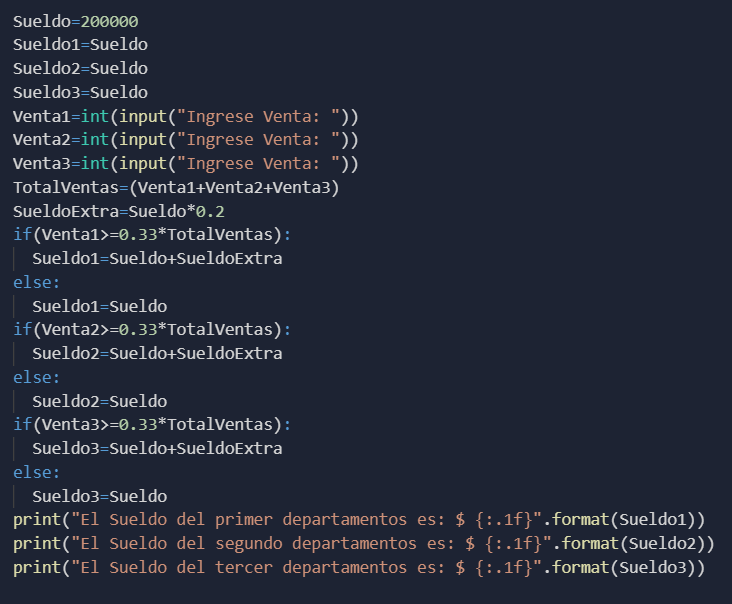 Sueldo=200000
Sueldo1=Sueldo
Sueldo2=Sueldo
Sueldo3=Sueldo
Venta1=int(input("Ingrese Venta: "))
Venta2=int(input("Ingrese Venta: "))
Venta3=int(input("Ingrese Venta: "))
TotalVentas=(Venta1+Venta2+Venta3)
SueldoExtra=Sueldo*0.2
if(Venta1>=0.33*TotalVentas):
  Sueldo1=Sueldo+SueldoExtra
else:
  Sueldo1=Sueldo
if(Venta2>=0.33*TotalVentas):
  Sueldo2=Sueldo+SueldoExtra
else:
  Sueldo2=Sueldo
if(Venta3>=0.33*TotalVentas):
  Sueldo3=Sueldo+SueldoExtra
else:
  Sueldo3=Sueldo
print("El Sueldo del primer departamentos es: $ {:.1f}".format(Sueldo1))
print("El Sueldo del segundo departamentos es: $ {:.1f}".format(Sueldo2))
print("El Sueldo del tercer departamentos es: $ {:.1f}".format(Sueldo3))